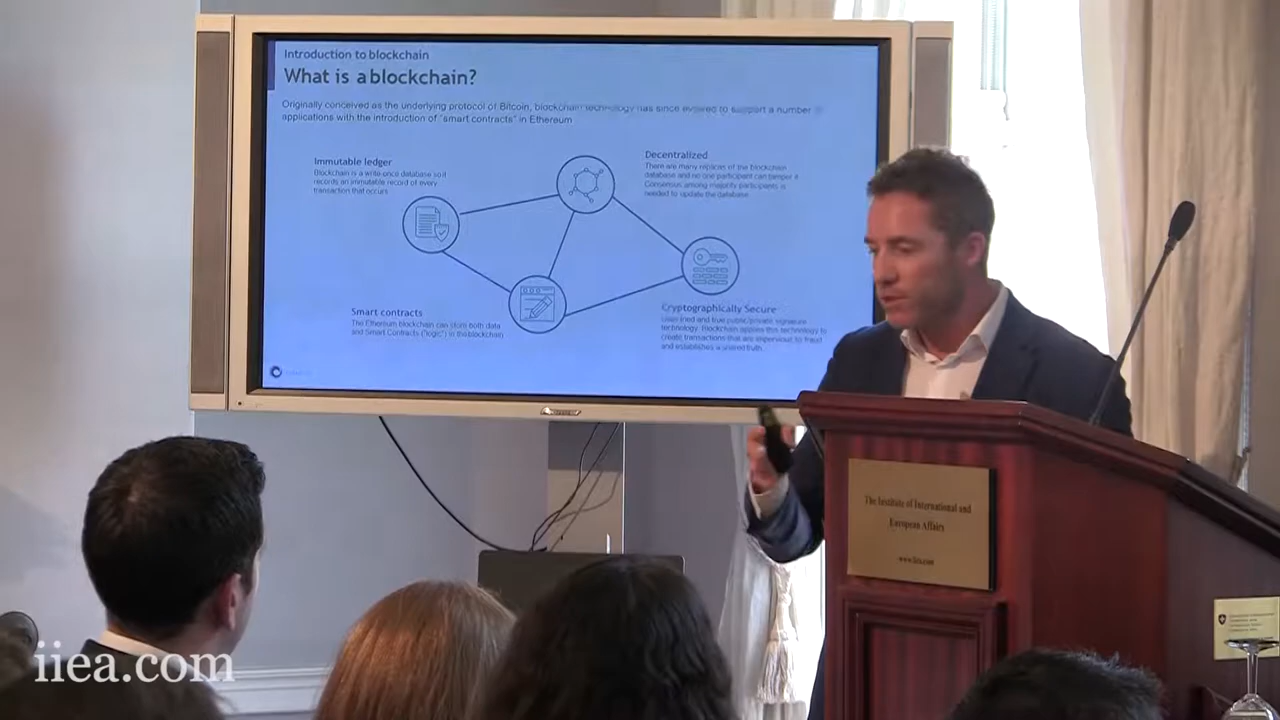 Introduction to blockchain
What is a blockchain?
Originally conceived as the underlying protocol of Bitcoin, blockchain technology has since evolved to support a number
applications with the introduction of "smart contracts" in Ethereum
Immutable ledger
Blockchain is a write-once database so it
records an immutable record of every
transaction that occurs
Decentralized
There are many replicas of the blockchain
database and no one participant can tamper it
Consensus among majority participants is
needed to update the database
Smart contracts
The Ethereum blockchain can store both data
and Smart Contracts ("logic") in the blockchain
Cryptographically Secure
Uses tried and true public/private signature
technology. Blockchain applies this technology to
create transactions that are impervious to fraud
and establishes a shared truth.
The Institute of International and
European Affairs
www.iiea.com
iiea.com